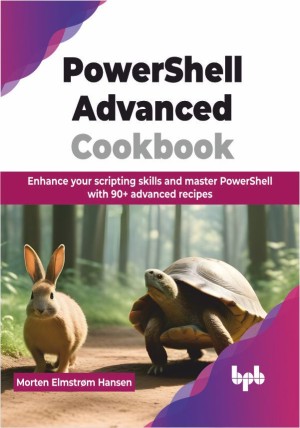 PowerShell
Advanced
Cookbook
Enhance your scripting skills and master PowerShell
with 90+ advanced recipes
Morten Elmstrøm Hansen
bpb